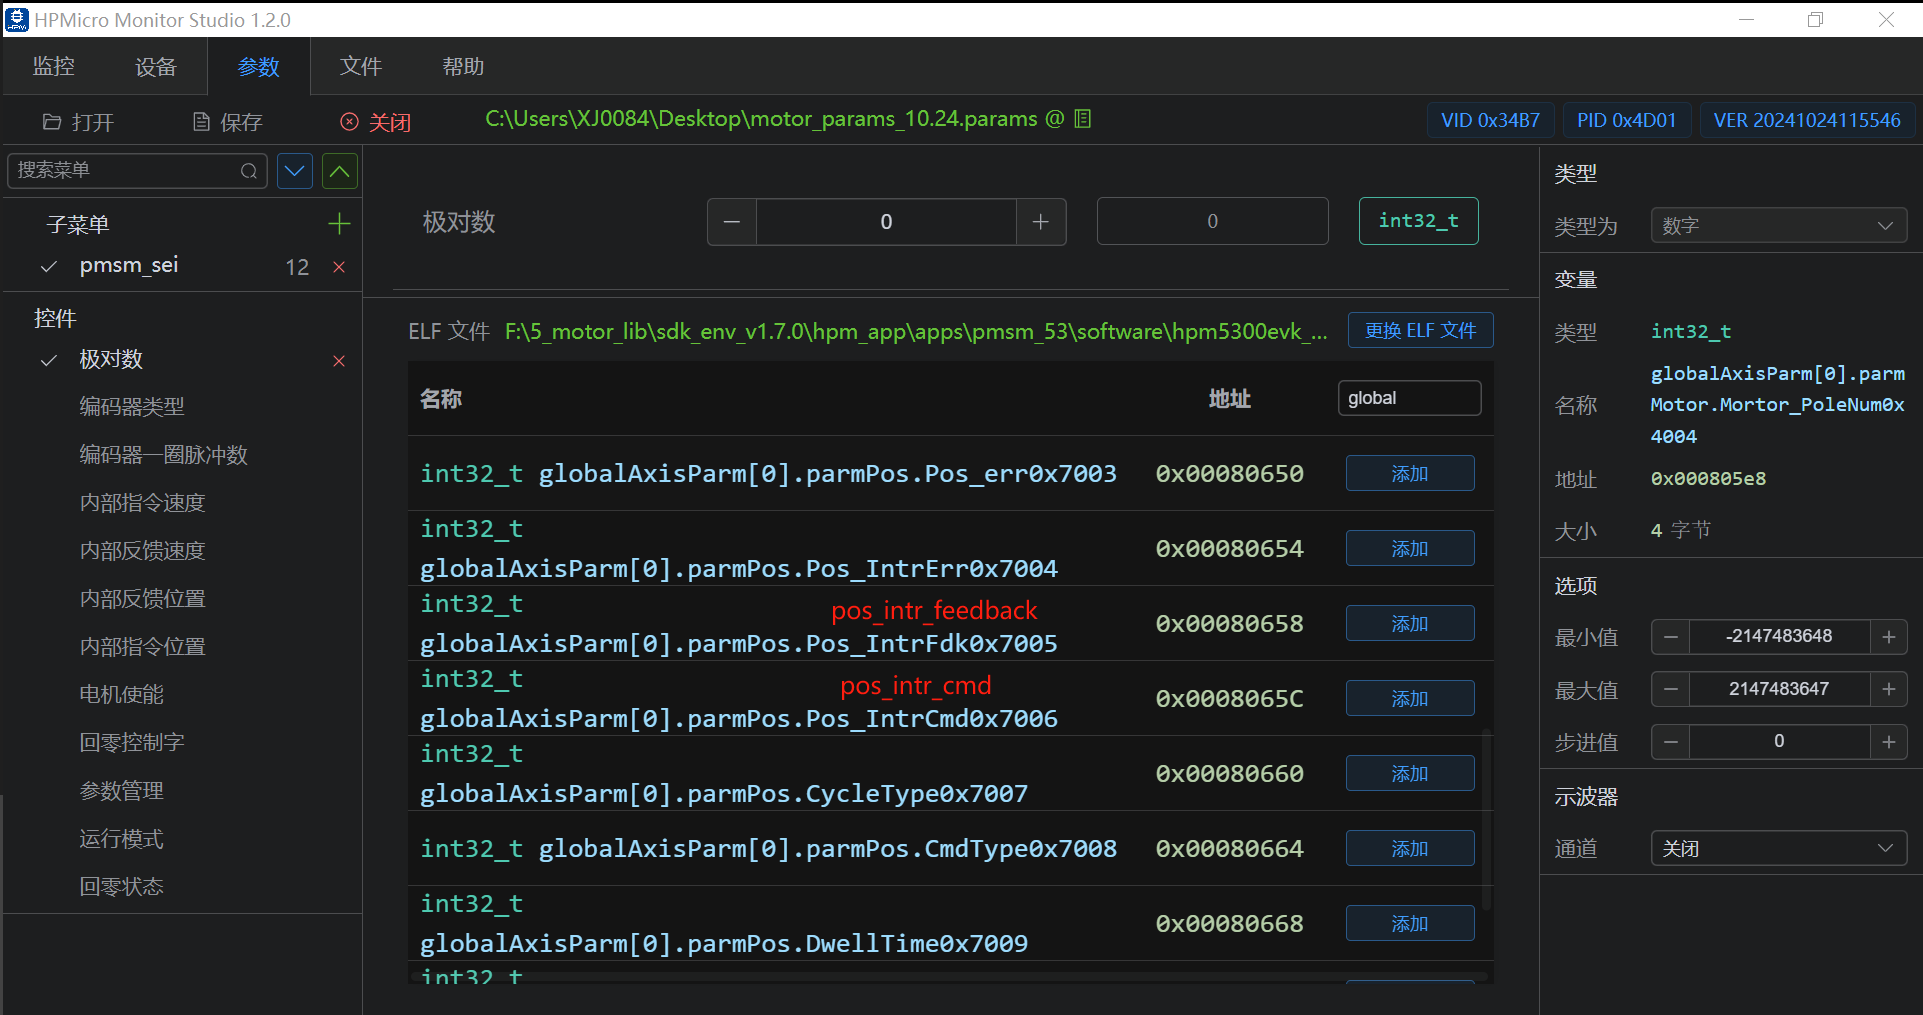 HPMicro Monitor Studio 1.2.0
监控 设备 参数 文件 帮助
打开 保存 关闭 C:\Users\XJ0084\Desktop\motor_params_10.24.params @ VID 0x34B7 PID 0x4D01 VER 20241024115546
搜索菜单
子菜单
pmsm_sei 12
控件
极对数
编码器类型
编码器一圈脉冲数
内部指令速度
内部反馈速度
内部反馈位置
内部指令位置
电机使能
回零控制字
参数管理
运行模式
回零状态
极对数 0 0 int32_t
ELF 文件 F:\5_motor_lib\sdk_env_v1.7.0\hpm_app\apps\pmsm_53\software\hpm5300evk_... 更换 ELF 文件
名称 地址 global
int32_t globalAxisParm[0].parmPos.Pos_err0x7003 0x00080650 添加
int32_t
globalAxisParm[0].parmPos.Pos_IntrErr0x7004 0x00080654 添加
int32_t pos_intr_feedback
globalAxisParm[0].parmPos.Pos_IntrFdk0x7005 0x00080658 添加
int32_t pos_intr_cmd
globalAxisParm[0].parmPos.Pos_IntrCmd0x7006 0x0008065C 添加
int32_t
globalAxisParm[0].parmPos.CycleType0x7007 0x00080660 添加
int32_t globalAxisParm[0].parmPos.CmdType0x7008 0x00080664 添加
int32_t
globalAxisParm[0].parmPos.DwellTime0x7009 0x00080668 添加
int32_t
类型
类型为 数字
变量
类型 int32_t
名称 globalAxisParm[0].parm
Motor.Mortor_PoleNum0x
4004
地址 0x000805e8
大小 4 字节
选项
最小值 -2147483648
最大值 2147483647
步进值 0
示波器
通道 关闭